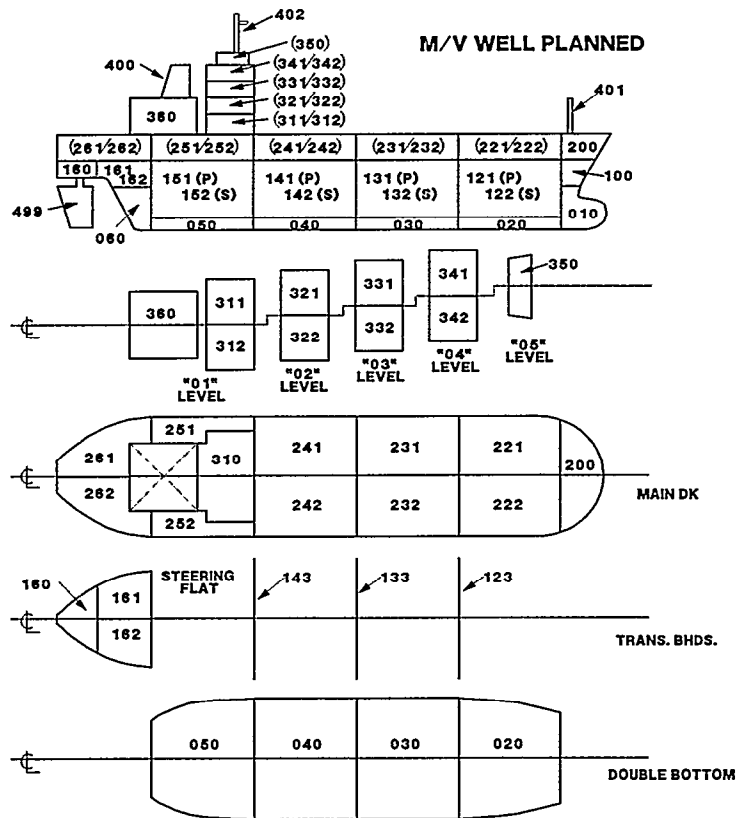 402
M/V WELL PLANNED
(350)
400
(341/342)
(331/332)
401
360
(321/322)
(311/312)
(261/262) (251/252) (241/242) (231/232) (221/222) 200
160 161 162 151 (P) 141 (P) 131 (P) 121 (P) 100
152 (S) 142 (S) 132 (S) 122 (S)
499 060 050 040 030 020 010
350
341
331
321
311
360
342
332
322
312
"01" LEVEL
"02" LEVEL
"03" LEVEL
"04" LEVEL
"05" LEVEL
251
261 310 241 231 221 200
262 242 232 222
252
MAIN DK
STEERING FLAT
160 161 143 133 123
162
TRANS. BHDS.
050 040 030 020
DOUBLE BOTTOM